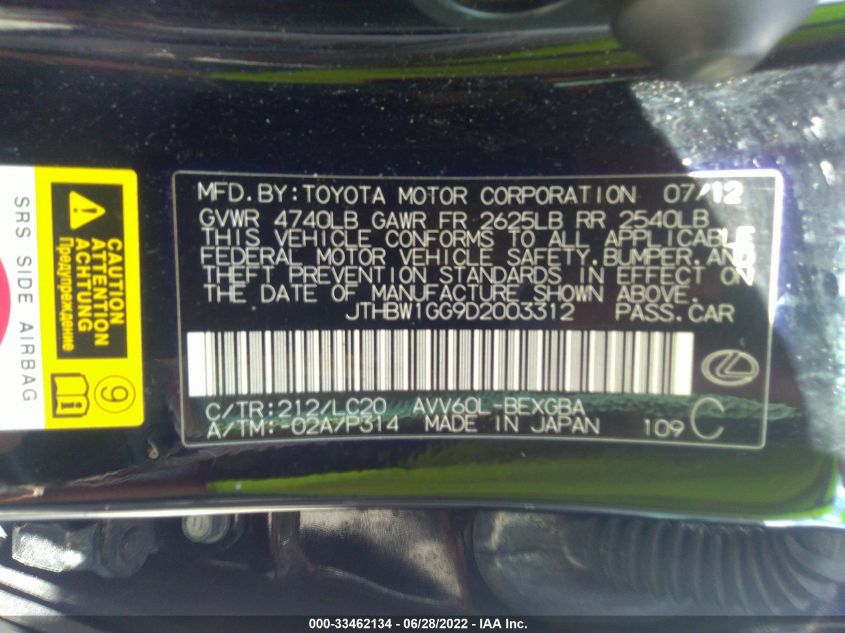 MFD.BY:TOYOTA MOTOR CORPORATION 07/12
GVWR 4740LB GAWR FR 2625LB RR 2540LB
THIS VEHICLE CONFORMS TO ALL APPLICABLE
FEDERAL MOTOR VEHICLE SAFETY,BUMPER,AND
THEFT PREVENTION STANDARDS IN EFFECT ON
THE DATE OF MANUFACTURE SHOWN ABOVE.
JTHBW1GG9D2003312 PASS.CAR
C/TR:212/LC20 AVV60L-BEXGBA
A/TM:-02A/P314 MADE IN JAPAN 109 C
SRS SIDE AIRBAG
CAUTION
ATTENTION
ACHTUNG
Предупреждение
9
000-33462134 / 06/28/2022 - IAA Inc.